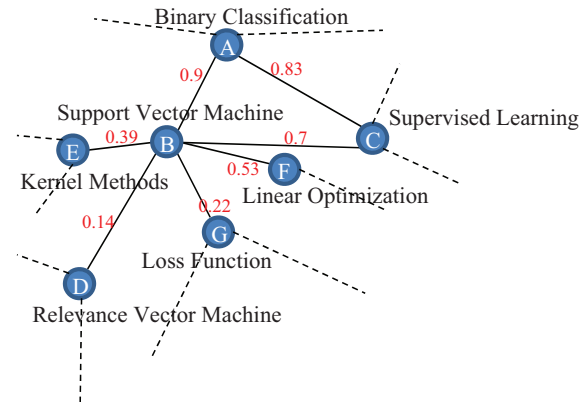 Binary Classification
A
0.9
0.83
Support Vector Machine
Supervised Learning
0.39
B
0.7
C
E
0.53
F
Kernel Methods
Linear Optimization
0.22
0.14
G
Loss Function
D
Relevance Vector Machine